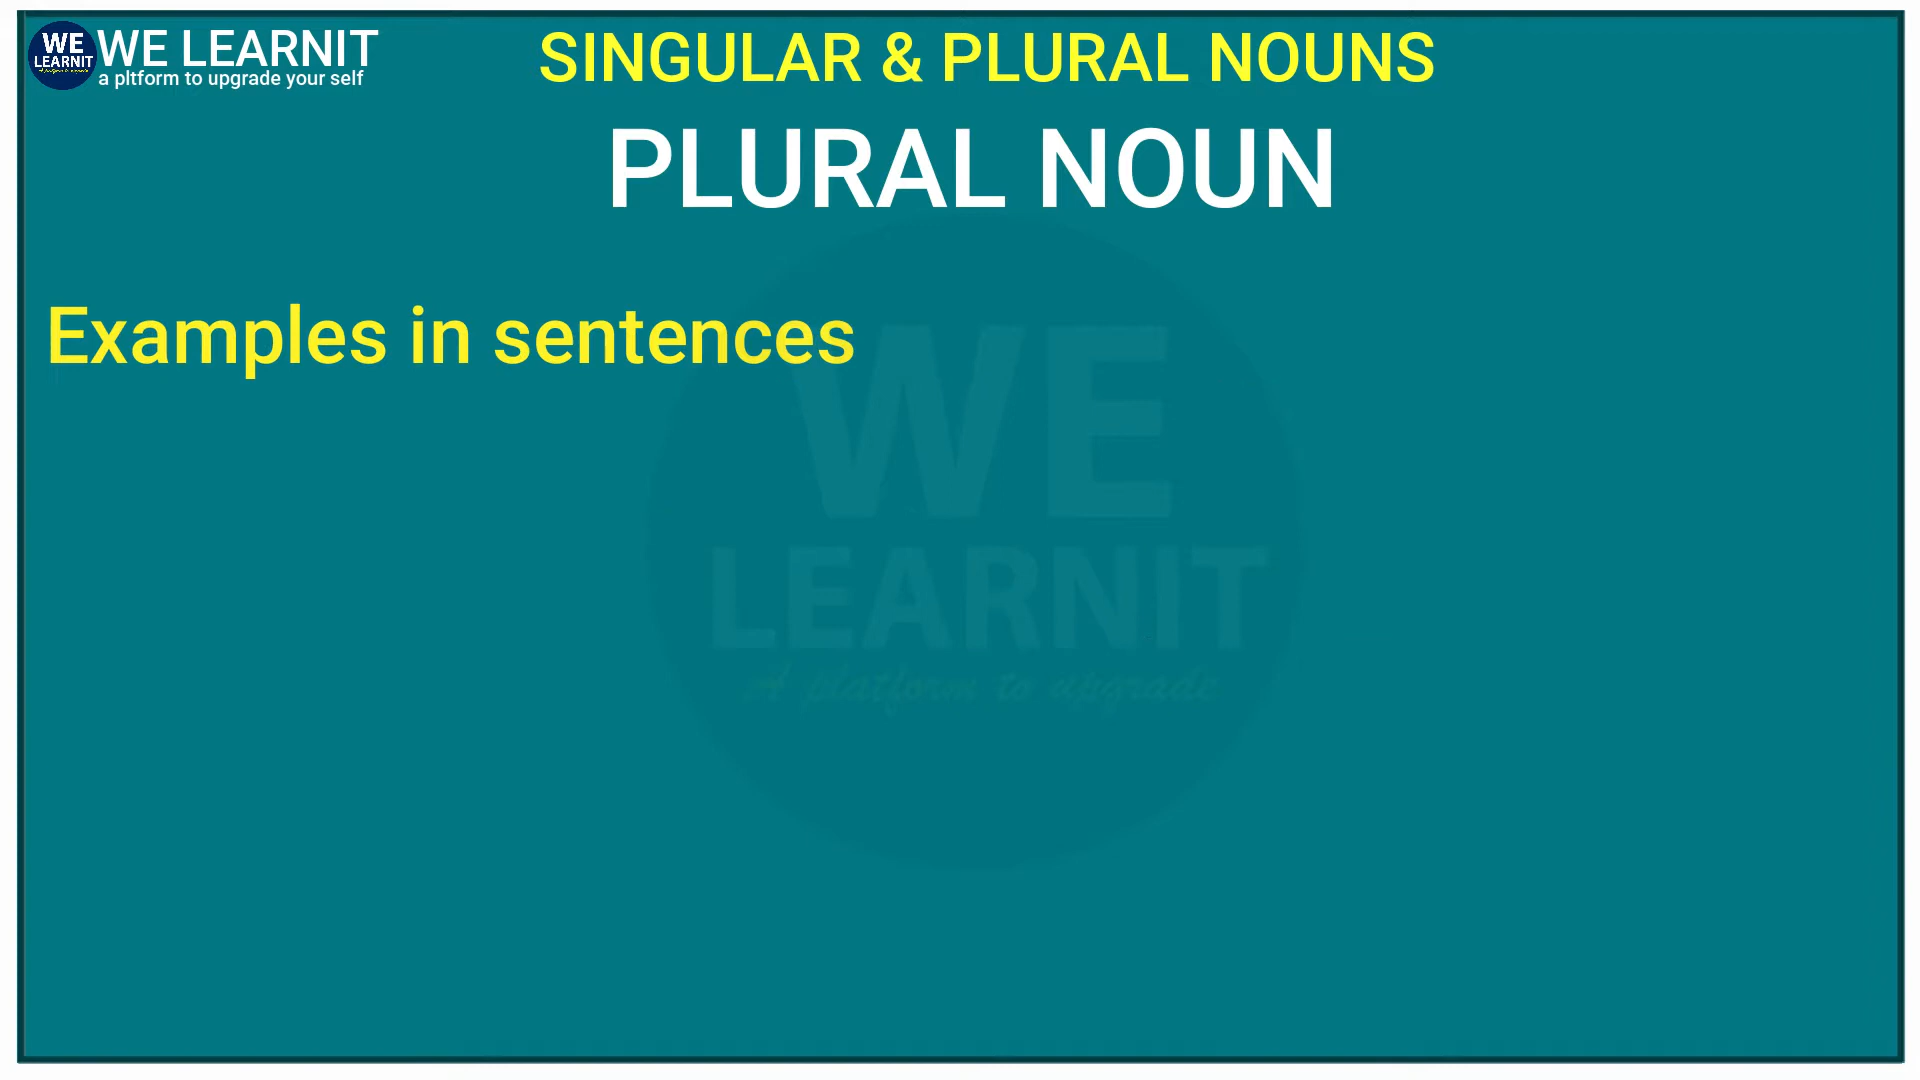 WE
LEARNIT
WE LEARNIT
a pltform to upgrade your self
SINGULAR & PLURAL NOUNS
PLURAL NOUN
Examples in sentences
WE
LEARNIT
A platform to upgrade